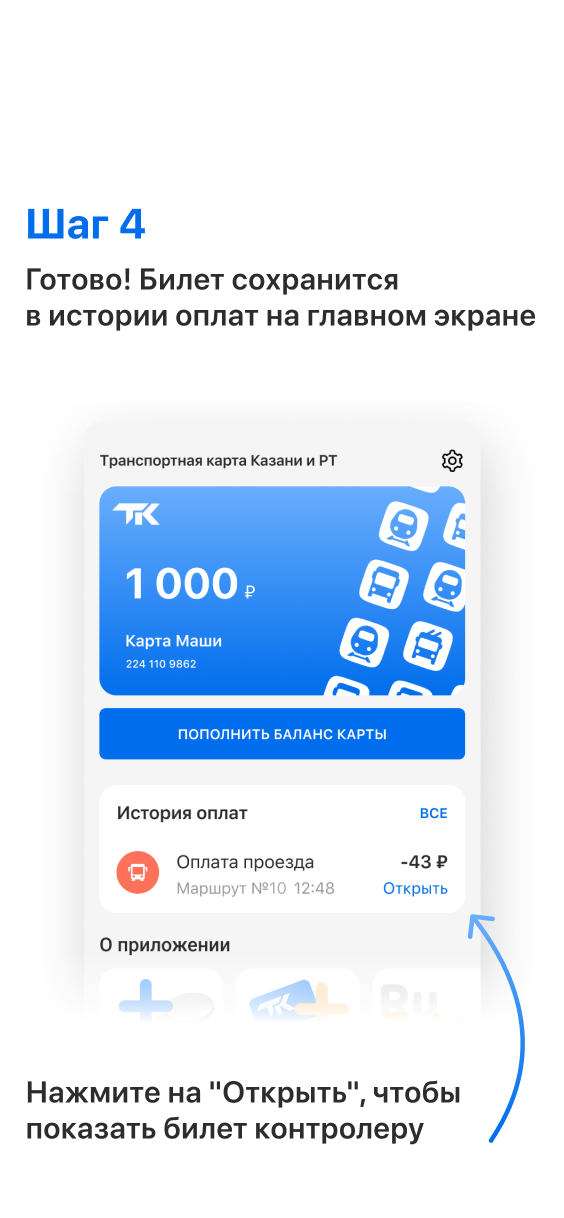 Шаг 4
Готово! Билет сохранится
в истории оплат на главном экране
Транспортная карта Казани и РТ
ТК
1 000 ₽
Карта Маши
224 110 9862
ПОПОЛНИТЬ БАЛАНС КАРТЫ
История оплат ВСЕ
Оплата проезда -43 ₽
Маршрут №10 12:48 Открыть
О приложении
ТК
Нажмите на "Открыть", чтобы
показать билет контролеру